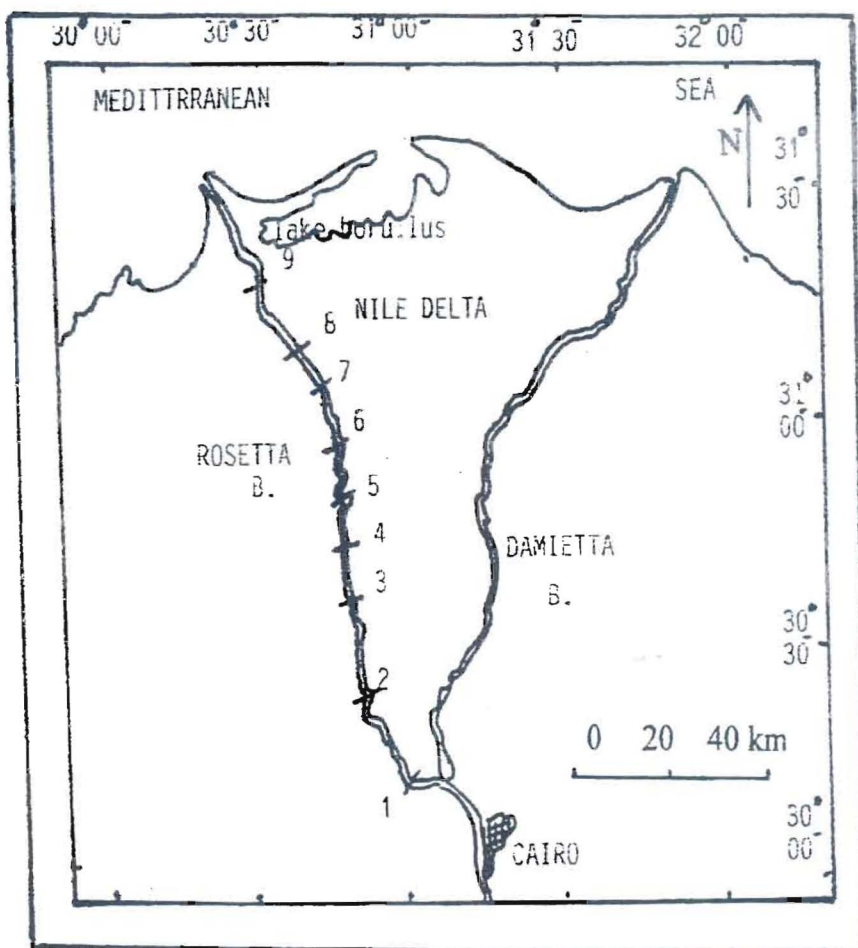 30° 00' 30° 30' 31° 00' 31° 30' 32° 00'
MEDITTRRANEAN SEA
N
31° 30'
lake
9
NILE DELTA
8
7
31° 00'
6
ROSETTA B.
5
4
DAMIETTA B.
3
30° 30'
2
0 20 40 km
1
30° 00'
CAIRO